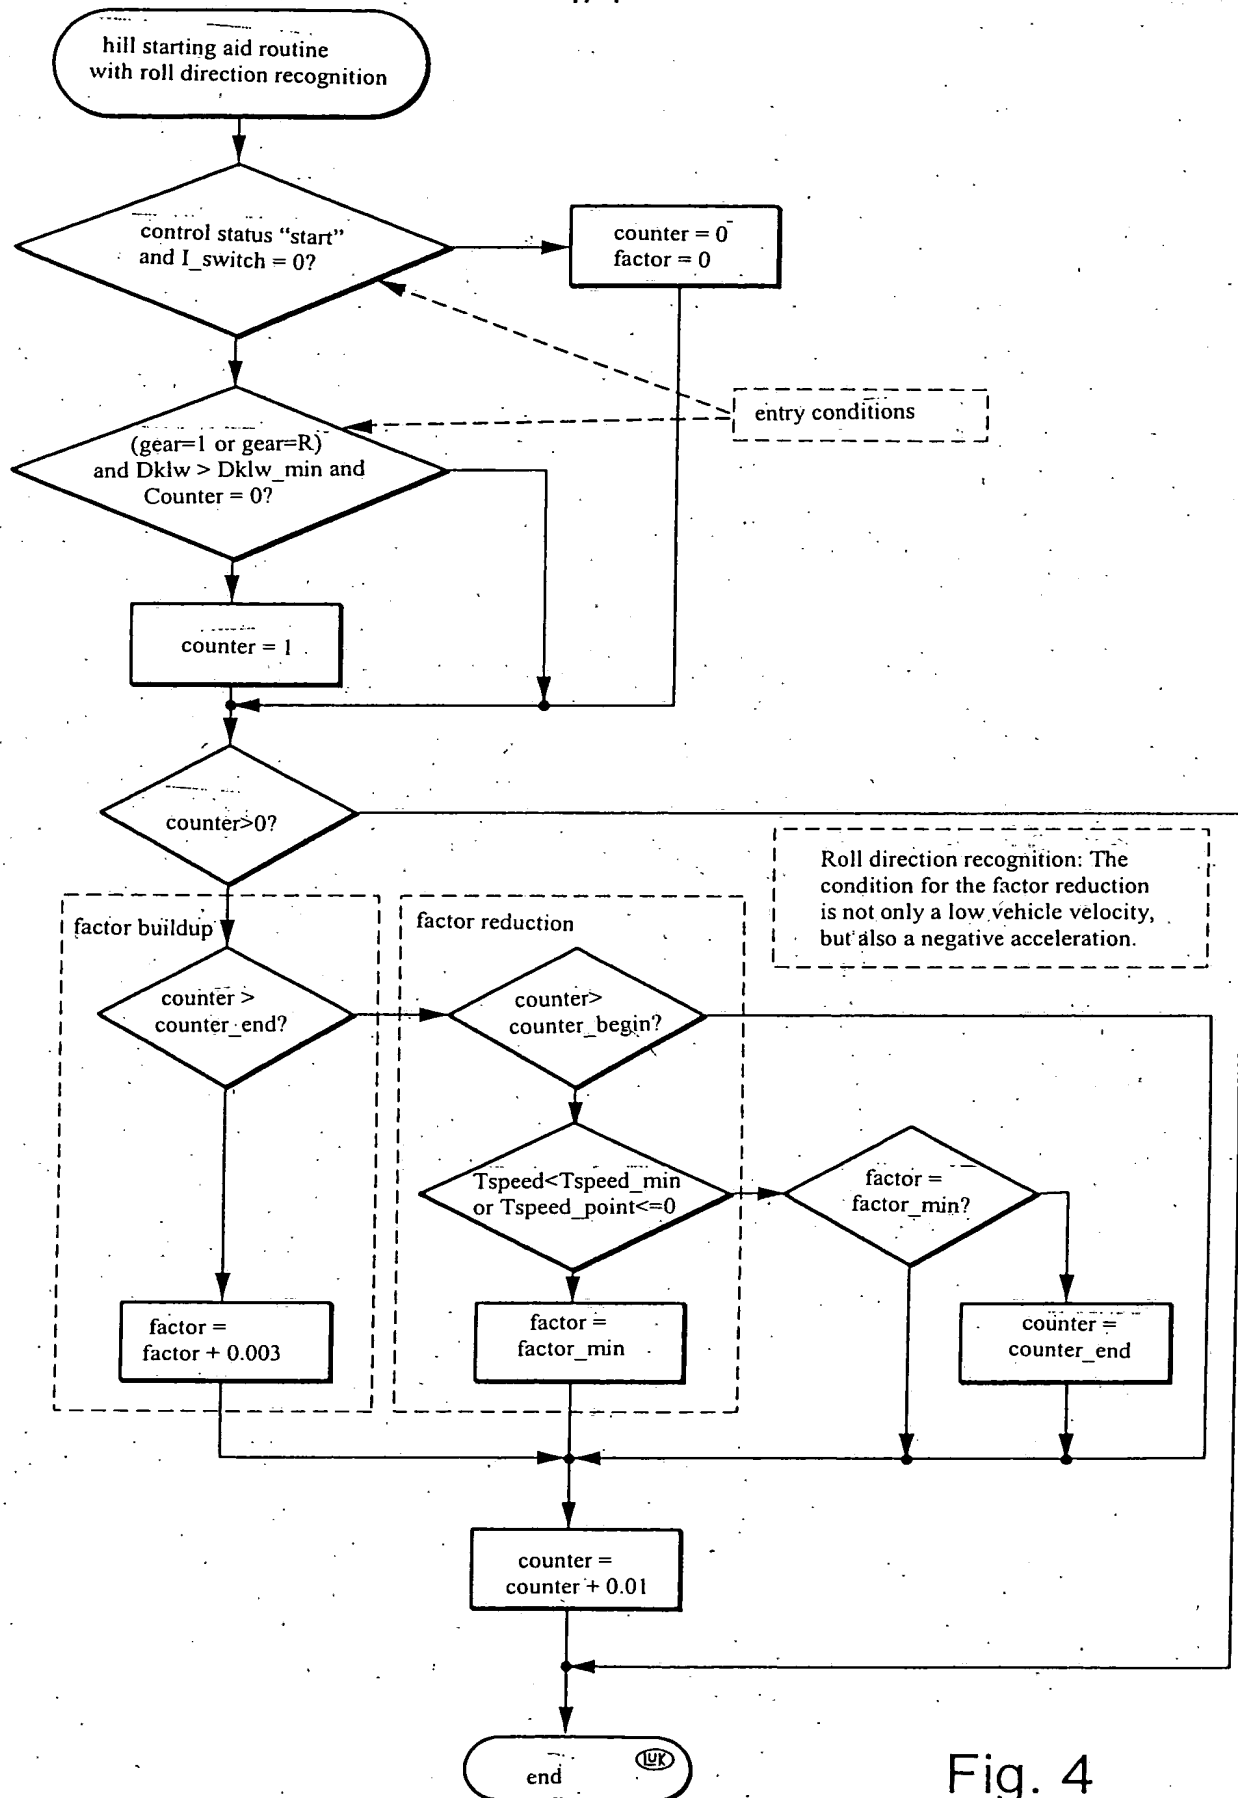 hill starting aid routine
with roll direction recognition
control status “start”
and I_switch = 0?
counter = 0
factor = 0
entry conditions
(gear=1 or gear=R)
and Dklw > Dklw_min and
Counter = 0?
counter = 1
counter>0?
Roll direction recognition: The
condition for the factor reduction
is not only a low vehicle velocity,
but also a negative acceleration.
factor buildup
factor reduction
counter >
counter_end?
counter>
counter_begin?
Tspeed<Tspeed_min
or Tspeed_point<=0
factor =
factor_min?
factor =
factor + 0.003
factor =
factor_min
counter =
counter_end
counter =
counter + 0.01
end
LUK
Fig. 4